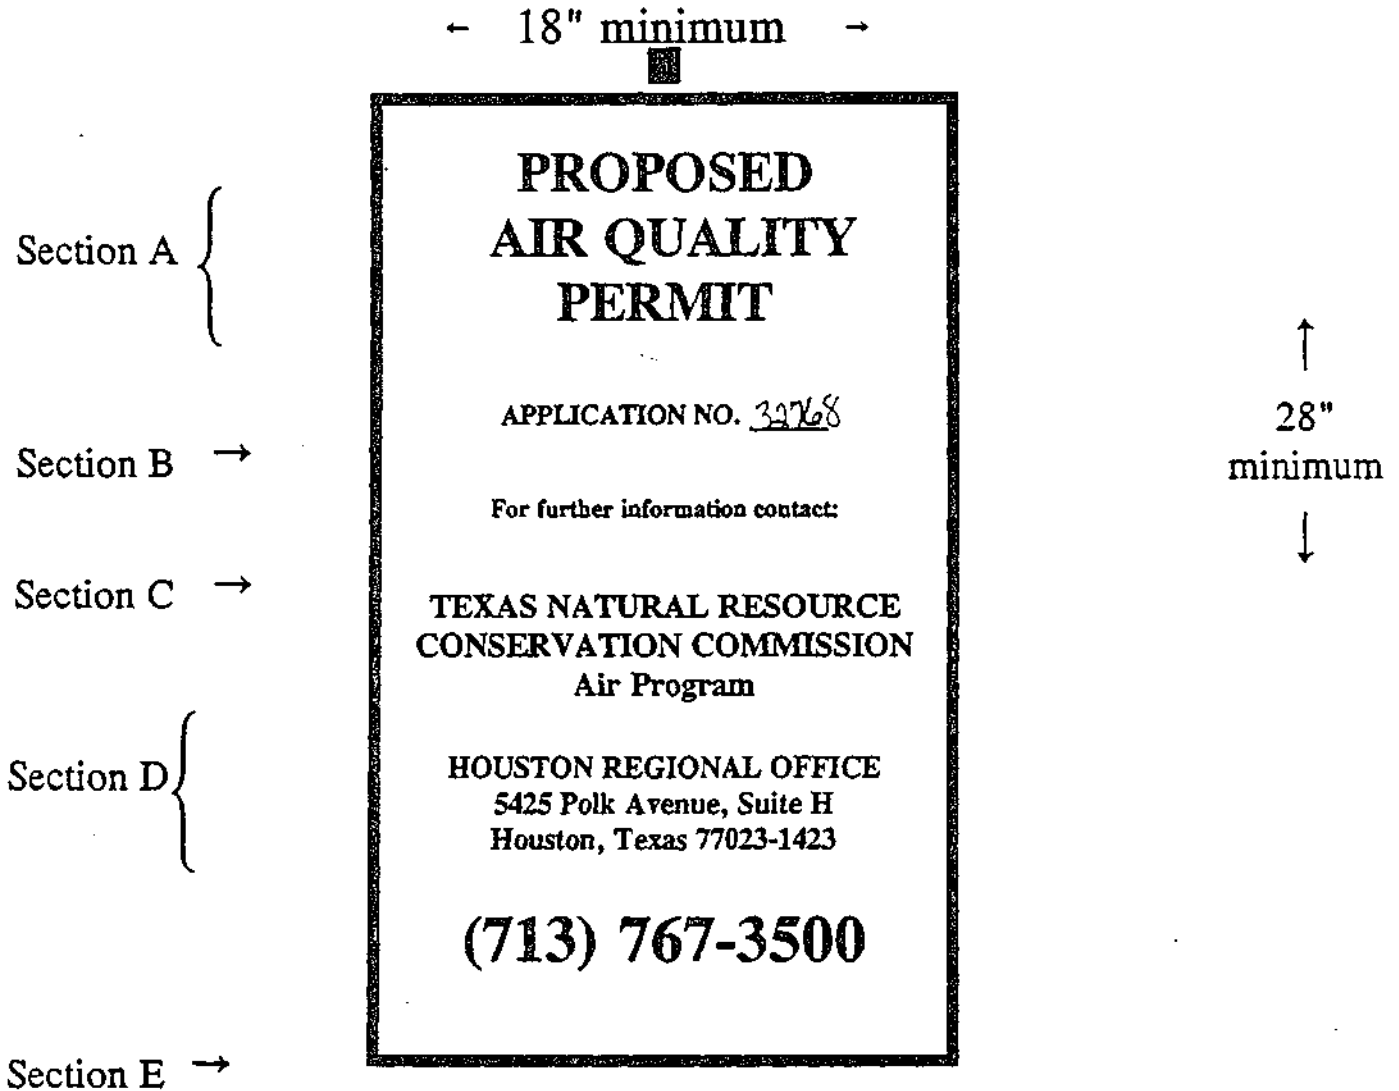 ← 18" minimum →
PROPOSED
AIR QUALITY
PERMIT
Section A
APPLICATION NO. 32768
Section B →
For further information contact:
Section C →
TEXAS NATURAL RESOURCE
CONSERVATION COMMISSION
Air Program
Section D
HOUSTON REGIONAL OFFICE
5425 Polk Avenue, Suite H
Houston, Texas 77023-1423
(713) 767-3500
Section E →
↑
28"
minimum
↓